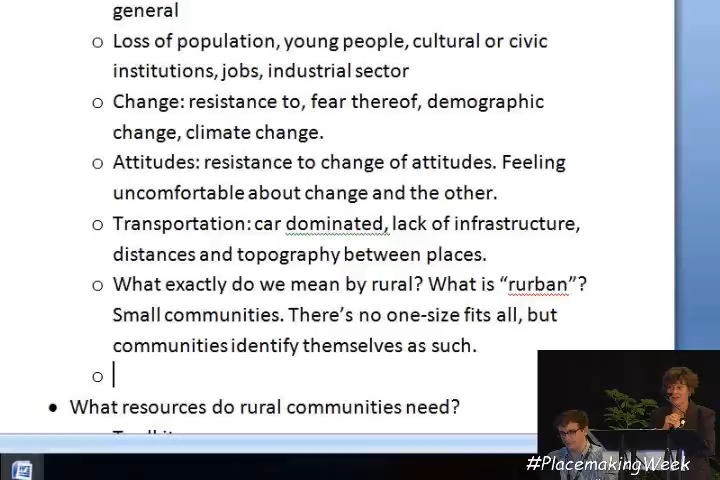 general
o Loss of population, young people, cultural or civic
institutions, jobs, industrial sector
o Change: resistance to, fear thereof, demographic
change, climate change.
o Attitudes: resistance to change of attitudes. Feeling
uncomfortable about change and the other.
o Transportation: car dominated, lack of infrastructure,
distances and topography between places.
o What exactly do we mean by rural? What is “rurban”?
Small communities. There’s no one-size fits all, but
communities identify themselves as such.
o
• What resources do rural communities need?
#PlacemakingWeek